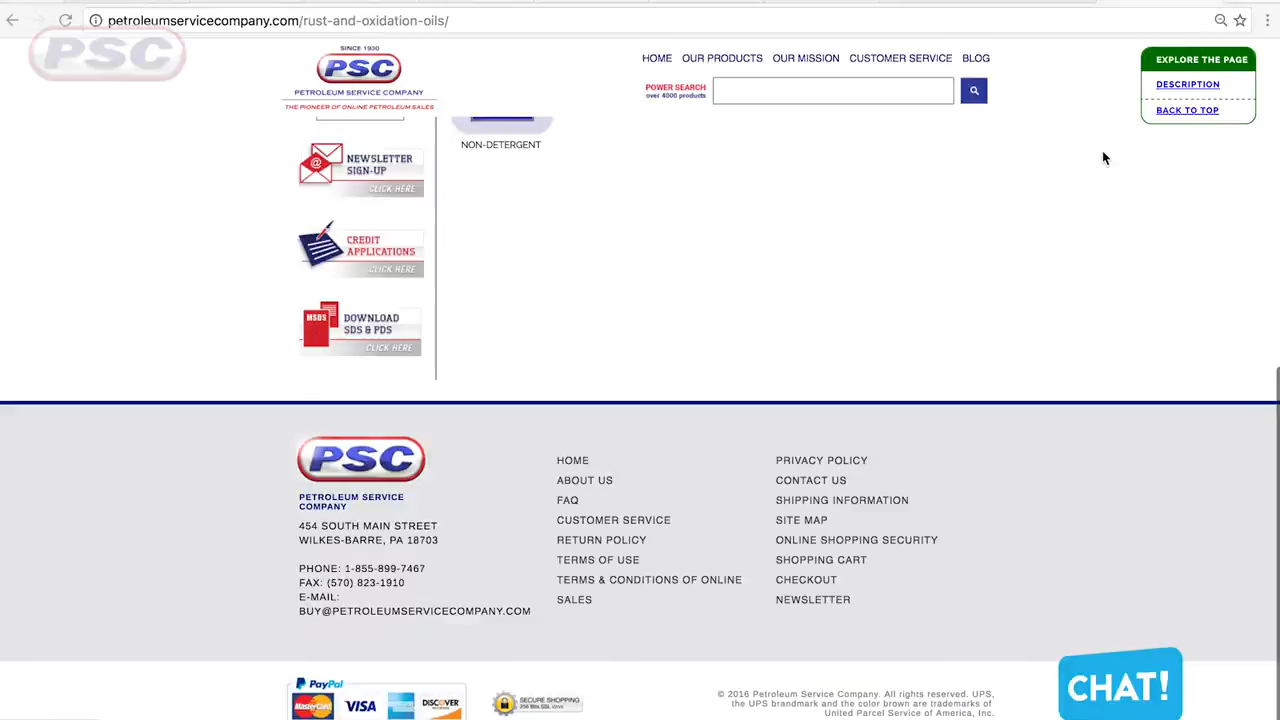 petroleumservicecompany.com/rust-and-oxidation-oils/
PSC
SINCE 1930
PSC
PETROLEUM SERVICE COMPANY
THE PIONEER OF ONLINE PETROLEUM SALES
HOME OUR PRODUCTS OUR MISSION CUSTOMER SERVICE BLOG
POWER SEARCH
over 4000 products
EXPLORE THE PAGE
DESCRIPTION
BACK TO TOP
NON-DETERGENT
@
NEWSLETTER
SIGN-UP
CLICK HERE
CREDIT
APPLICATIONS
CLICK HERE
MSDS
DOWNLOAD
SDS & PDS
CLICK HERE
PSC
PETROLEUM SERVICE
COMPANY
454 SOUTH MAIN STREET
WILKES-BARRE, PA 18703
PHONE: 1-855-899-7467
FAX: (570) 823-1910
E-MAIL:
BUY@PETROLEUMSERVICECOMPANY.COM
HOME
ABOUT US
FAQ
CUSTOMER SERVICE
RETURN POLICY
TERMS OF USE
TERMS & CONDITIONS OF ONLINE
SALES
PRIVACY POLICY
CONTACT US
SHIPPING INFORMATION
SITE MAP
ONLINE SHOPPING SECURITY
SHOPPING CART
CHECKOUT
NEWSLETTER
PayPal
MasterCard VISA DISCOVER
SECURE SHOPPING
© 2016 Petroleum Service Company. All rights reserved. UPS,
the UPS brandmark and the color brown are trademarks of
United Parcel Service of America, Inc.
CHAT!